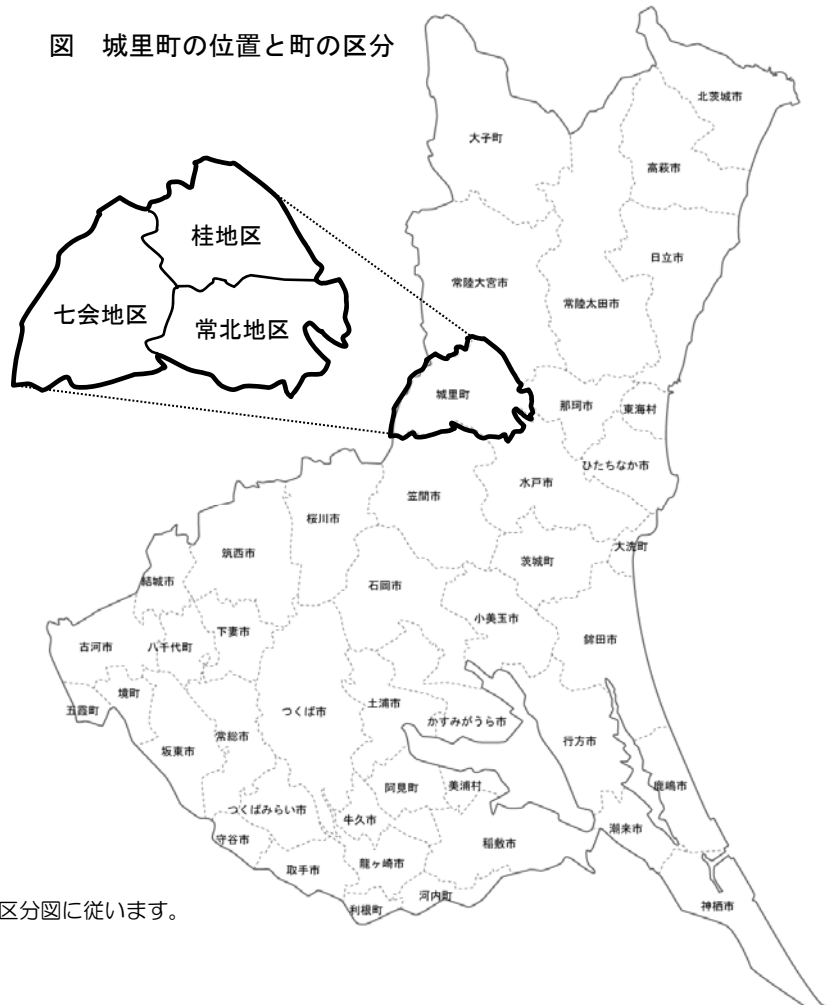 図 城里町の位置と町の区分
北茨城市
大子町
高萩市
桂地区
日立市
七会地区
常北地区
常陸大宮市
常陸太田市
城里町
那珂市
東海村
ひたちなか市
水戸市
笠間市
桜川市
大洗町
筑西市
茨城町
結城市
石岡市
小美玉市
下妻市
鉾田市
古河市
八千代町
境町
土浦市
五霞町
つくば市
かすみがうら市
常総市
行方市
坂東市
鹿嶋市
阿見町
美浦村
つくばみらい市
牛久市
潮来市
守谷市
稲敷市
龍ヶ崎市
取手市
河内町
神栖市
利根町
区分図に従います。